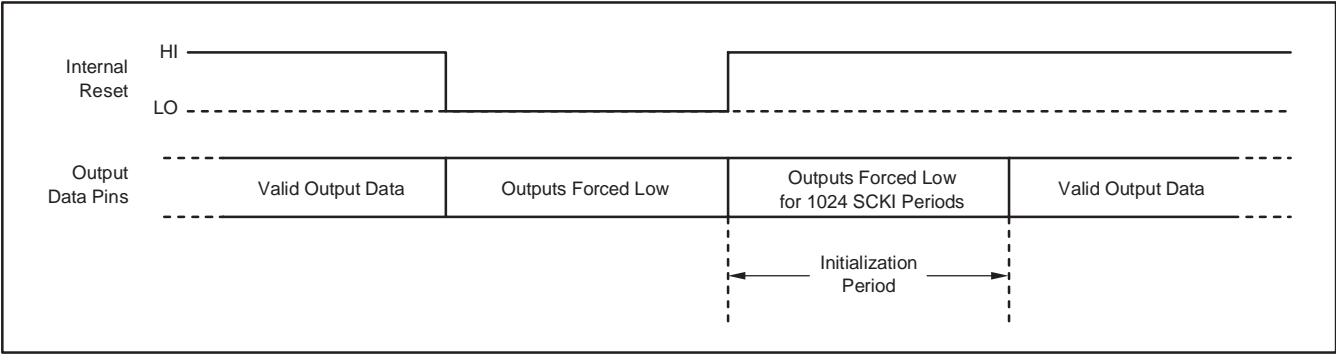 HI
Internal
Reset
LO
Output
Data Pins
Valid Output Data
Outputs Forced Low
Outputs Forced Low
for 1024 SCKI Periods
Valid Output Data
Initialization
Period